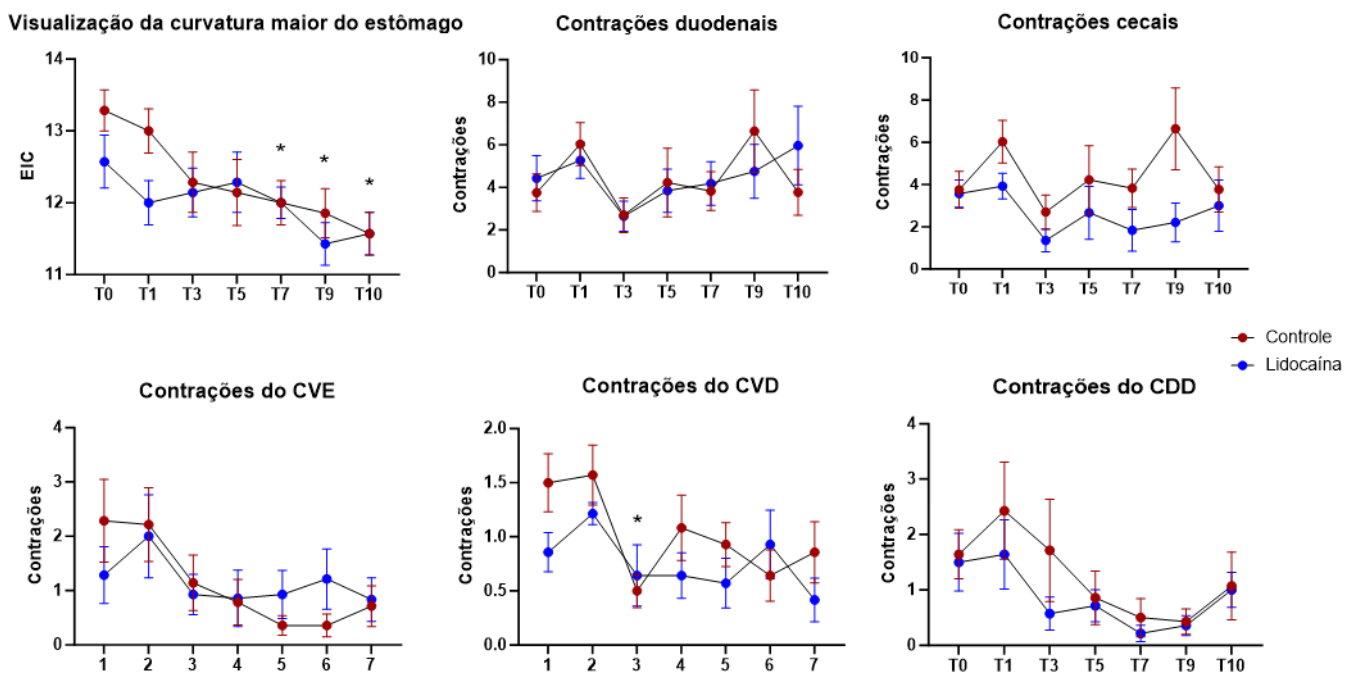 Visualização da curvatura maior do estômago
EIC
14
13
12
11
* * *
T0 T1 T3 T5 T7 T9 T10
Contrações duodenais
Contrações
10
8
6
4
2
0
T0 T1 T3 T5 T7 T9 T10
Contrações cecais
Contrações
10
8
6
4
2
0
T0 T1 T3 T5 T7 T9 T10
Controle
Lidocaína
Contrações do CVE
Contrações
4
3
2
1
0
1 2 3 4 5 6 7
Contrações do CVD
Contrações
2.0
1.5
1.0
0.5
0.0
*
1 2 3 4 5 6 7
Contrações do CDD
Contrações
4
3
2
1
0
T0 T1 T3 T5 T7 T9 T10